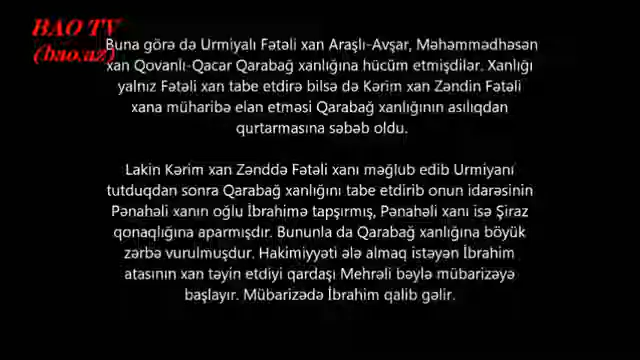 BAO TV
(bao.az)
Buna görə də Urmiyalı Fətəli xan Araşlı-Avşar, Məhəmmədhəsən
xan Qovanlı-Qacar Qarabağ xanlığına hücüm etmişdilər. Xanlığı
yalnız Fətəli xan tabe etdirə bilsə də Kərim xan Zəndin Fətəli
xana müharibə elan etməsi Qarabağ xanlığının asılıqdan
qurtarmasına səbəb oldu.
Lakin Kərim xan Zənddə Fətəli xanı məğlub edib Urmiyanı
tutduqdan sonra Qarabağ xanlığını tabe etdirib onun idarəsinin
Pənahəli xanın oğlu İbrahimə tapşırmış, Pənahəli xanı isə Şiraz
qonaqlığına aparmışdır. Bununla da Qarabağ xanlığına böyük
zərbə vurulmuşdur. Hakimiyyəti ələ almaq istəyən İbrahim
atasının xan təyin etdiyi qardaşı Mehrəli bəylə mübarizəyə
başlayır. Mübarizədə İbrahim qalib gəlir.